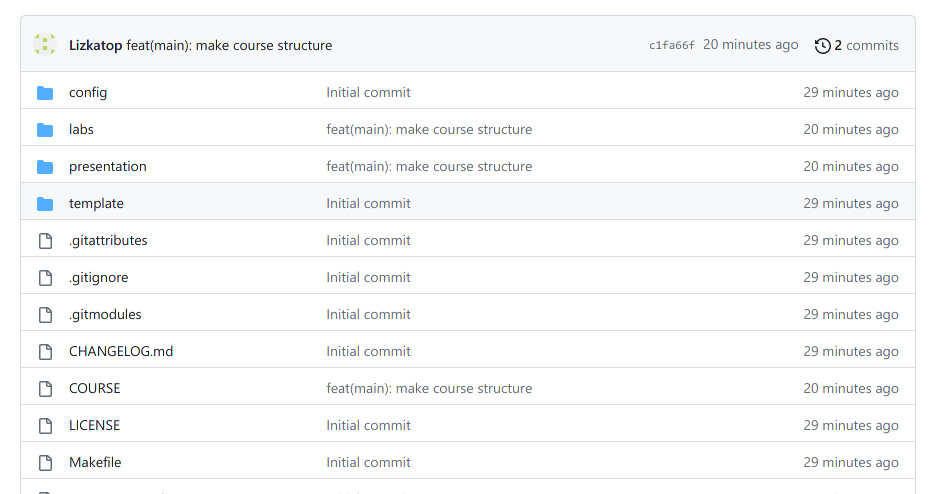 Lizkatop feat(main): make course structure c1fa66f 20 minutes ago 2 commits
config Initial commit 29 minutes ago
labs feat(main): make course structure 20 minutes ago
presentation feat(main): make course structure 20 minutes ago
template Initial commit 29 minutes ago
.gitattributes Initial commit 29 minutes ago
.gitignore Initial commit 29 minutes ago
.gitmodules Initial commit 29 minutes ago
CHANGELOG.md Initial commit 29 minutes ago
COURSE feat(main): make course structure 20 minutes ago
LICENSE Initial commit 29 minutes ago
Makefile Initial commit 29 minutes ago